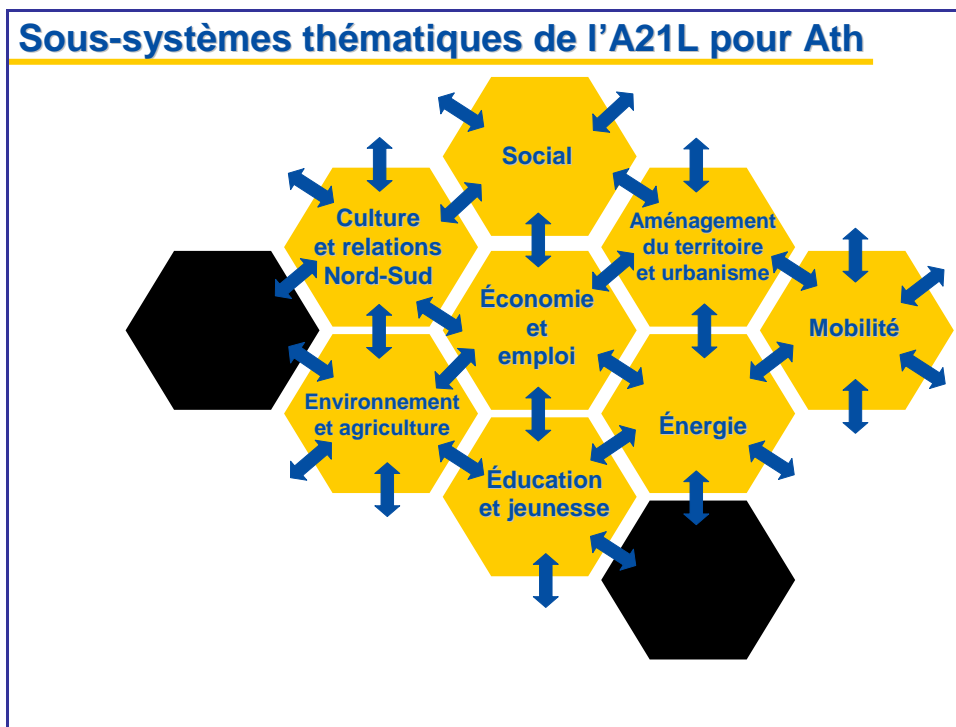 Sous-systèmes thématiques de l'A21L pour Ath
Social
Culture
et relations
Nord-Sud
Aménagement
du territoire
et urbanisme
Économie
et
emploi
Mobilité
Environnement
et agriculture
Énergie
Éducation
et jeunesse